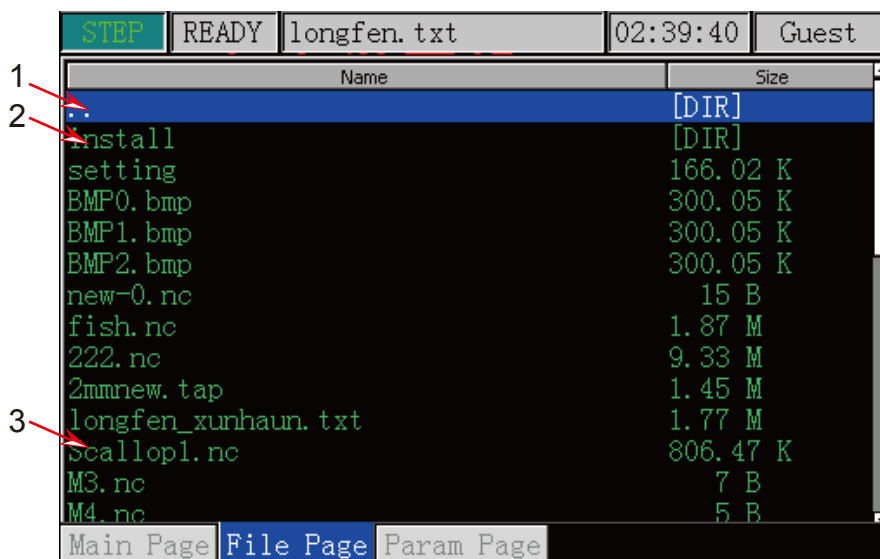 STEP READY longfen.txt 02:39:40 Guest
Name Size
1
.. [DIR]
2
install [DIR]
setting 166.02 K
BMP0.bmp 300.05 K
BMP1.bmp 300.05 K
BMP2.bmp 300.05 K
new-0.nc 15 B
fish.nc 1.87 M
222.nc 9.33 M
2mmnew.tap 1.45 M
longfen_xunhaun.txt 1.77 M
3
Scallop1.nc 806.47 K
M3.nc 7 B
M4.nc 5 B
Main Page File Page Param Page